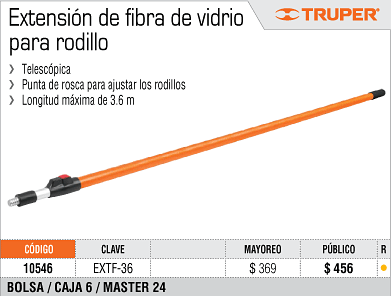 Extensión de fibra de vidrio
para rodillo
TRUPER
Telescópica
Punta de rosca para ajustar los rodillos
Longitud máxima de 3.6 m
CÓDIGO CLAVE MAYOREO PÚBLICO R
10546 EXTF-36 $ 369 $ 456
BOLSA / CAJA 6 / MASTER 24